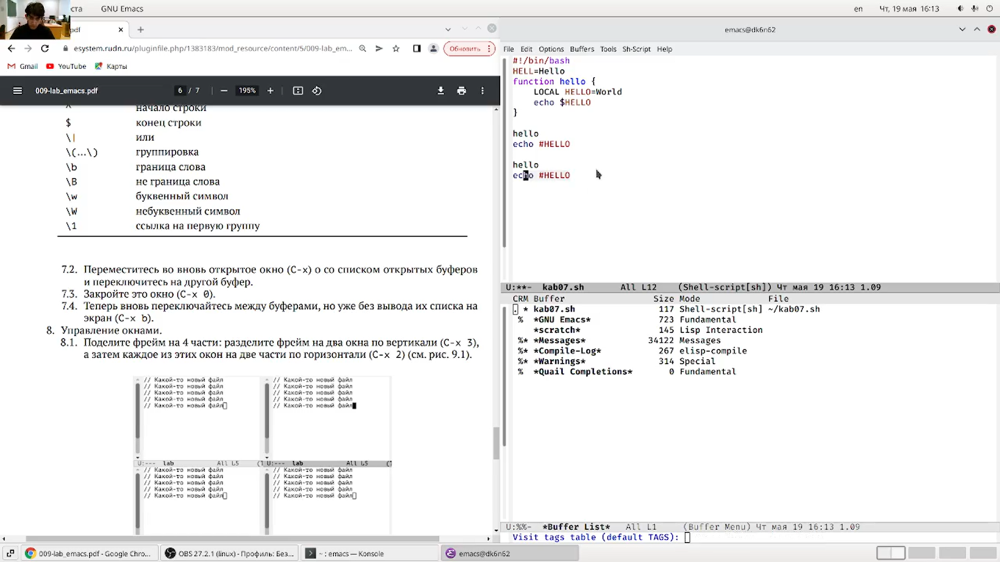 ста GNU Emacs en Чт, 19 мая 16:13
pdf
emacs@dk6n62
esystem.rudn.ru/pluginfile.php/1383183/mod_resource/content/5/009-lab_em... Обновить
Gmail YouTube Карты
009-lab_emacs.pdf 6 / 7 195%
^ начало строки
$ конец строки
\| или
\(...\) группировка
\b граница слова
\B не граница слова
\w буквенный символ
\W небуквенный символ
\1 ссылка на первую группу
7.2. Переместитесь во вновь открытое окно (C-x) o со списком открытых буферов
и переключитесь на другой буфер.
7.3. Закройте это окно (C-x 0).
7.4. Теперь вновь переключайтесь между буферами, но уже без вывода их списка на
экран (C-x b).
8. Управление окнами.
8.1. Поделите фрейм на 4 части: разделите фрейм на два окна по вертикали (C-x 3),
а затем каждое из этих окон на две части по горизонтали (C-x 2) (см. рис. 9.1).
// Какой-то новый файл // Какой-то новый файл
// Какой-то новый файл // Какой-то новый файл
// Какой-то новый файл // Какой-то новый файл
// Какой-то новый файл // Какой-то новый файл
// Какой-то новый файл // Какой-то новый файл
U:--- lab All L5 (1 U:--- lab All L5 (1
// Какой-то новый файл // Какой-то новый файл
// Какой-то новый файл // Какой-то новый файл
// Какой-то новый файл // Какой-то новый файл
// Какой-то новый файл // Какой-то новый файл
// Какой-то новый файл // Какой-то новый файл
File Edit Options Buffers Tools Sh-Script Help
#!/bin/bash
HELL=Hello
function hello {
LOCAL HELLO=World
echo $HELLO
}
hello
echo #HELLO
hello
echo #HELLO
U:**- kab07.sh All L12 (Shell-script[sh]) Чт мая 19 16:13 1.09
CRM Buffer Size Mode File
. * kab07.sh 117 Shell-script[sh] ~/kab07.sh
% *GNU Emacs* 723 Fundamental
*scratch* 145 Lisp Interaction
%* *Messages* 34122 Messages
%* *Compile-Log* 267 elisp-compile
%* *Warnings* 314 Special
% *Quail Completions* 0 Fundamental
U:%%- *Buffer List* All L1 (Buffer Menu) Чт мая 19 16:13 1.09
Visit tags table (default TAGS):
009-lab_emacs.pdf - Google Chro... OBS 27.2.1 (linux) - Профиль: Без... ~ : emacs — Konsole emacs@dk6n62